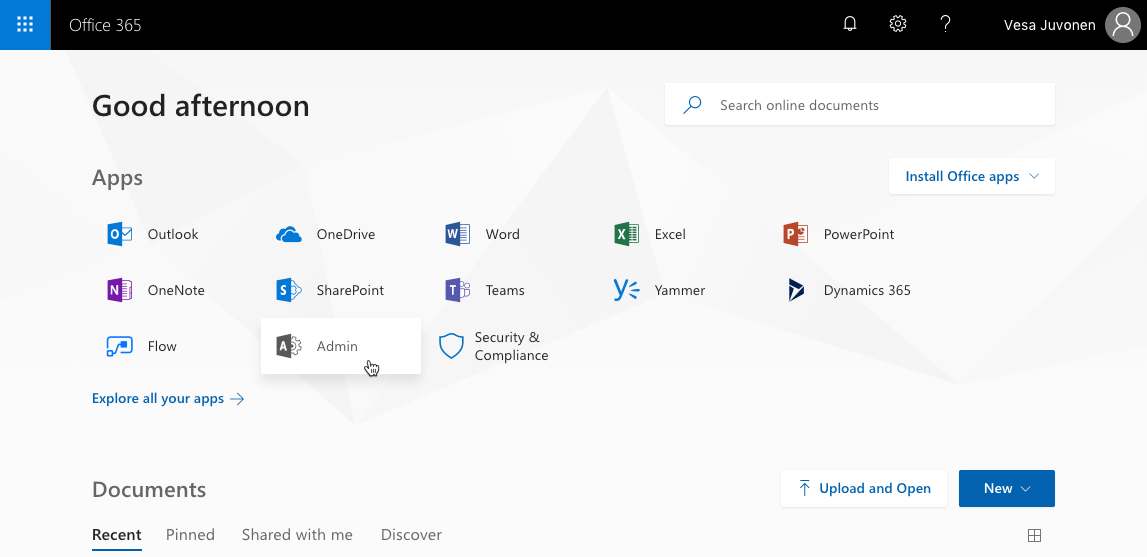 Office 365
?
Vesa Juvonen
Good afternoon
Search online documents
Apps
Install Office apps
Outlook
OneDrive
Word
Excel
PowerPoint
OneNote
SharePoint
Teams
Yammer
Dynamics 365
Flow
Admin
Security &
Compliance
Explore all your apps
Documents
Upload and Open
New
Recent
Pinned
Shared with me
Discover